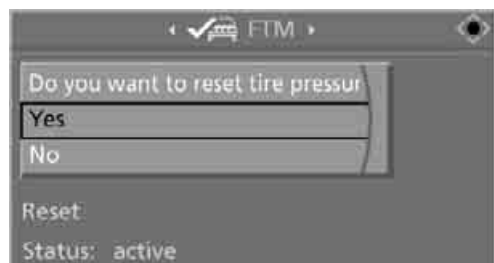 FTM
Do you want to reset tire pressur
Yes
No
Reset
Status: active